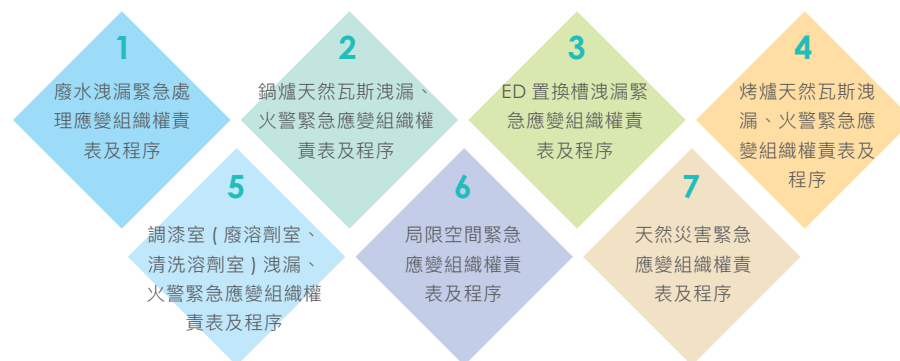 1
廢水洩漏緊急處
理應變組織權責
表及程序
2
鍋爐天然瓦斯洩漏、
火警緊急應變組織權
責表及程序
3
ED 置換槽洩漏緊
急應變組織權責
表及程序
4
烤爐天然瓦斯洩
漏、火警緊急應
變組織權責表及
程序
5
調漆室 ( 廢溶劑室、
清洗溶劑室 ) 洩漏、
火警緊急應變組織權
責表及程序
6
局限空間緊急
應變組織權責
表及程序
7
天然災害緊急
應變組織權責
表及程序